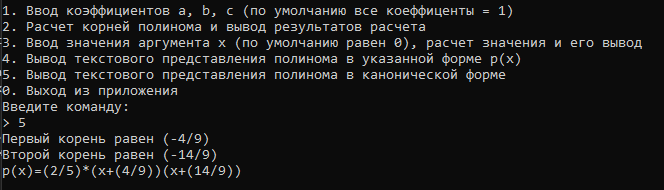 1. Ввод коэффициентов a, b, c (по умолчанию все коеффиценты = 1)
2. Расчет корней полинома и вывод результатов расчета
3. Ввод значения аргумента x (по умолчанию равен 0), расчет значения и его вывод
4. Вывод текстового представления полинома в указанной форме p(x)
5. Вывод текстового представления полинома в канонической форме
0. Выход из приложения
Введите команду:
> 5
Первый корень равен (-4/9)
Второй корень равен (-14/9)
p(x)=(2/5)*(x+(4/9))(x+(14/9))